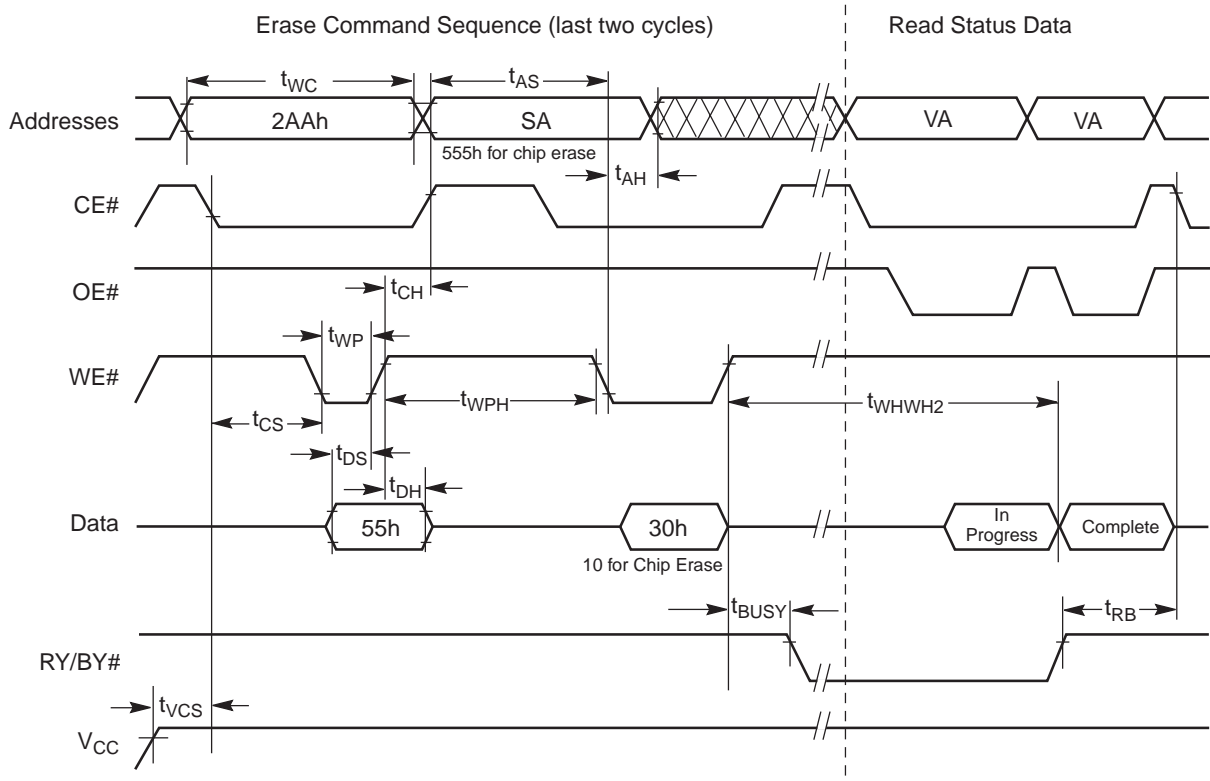 Erase Command Sequence (last two cycles)
Read Status Data
tWC
tAS
Addresses
2AAh
SA
VA
VA
555h for chip erase
tAH
CE#
OE#
tCH
tWP
WE#
tWPH
tWHWH2
tCS
tDS
tDH
Data
55h
30h
In
Progress
Complete
10 for Chip Erase
tBUSY
tRB
RY/BY#
tVCS
VCC